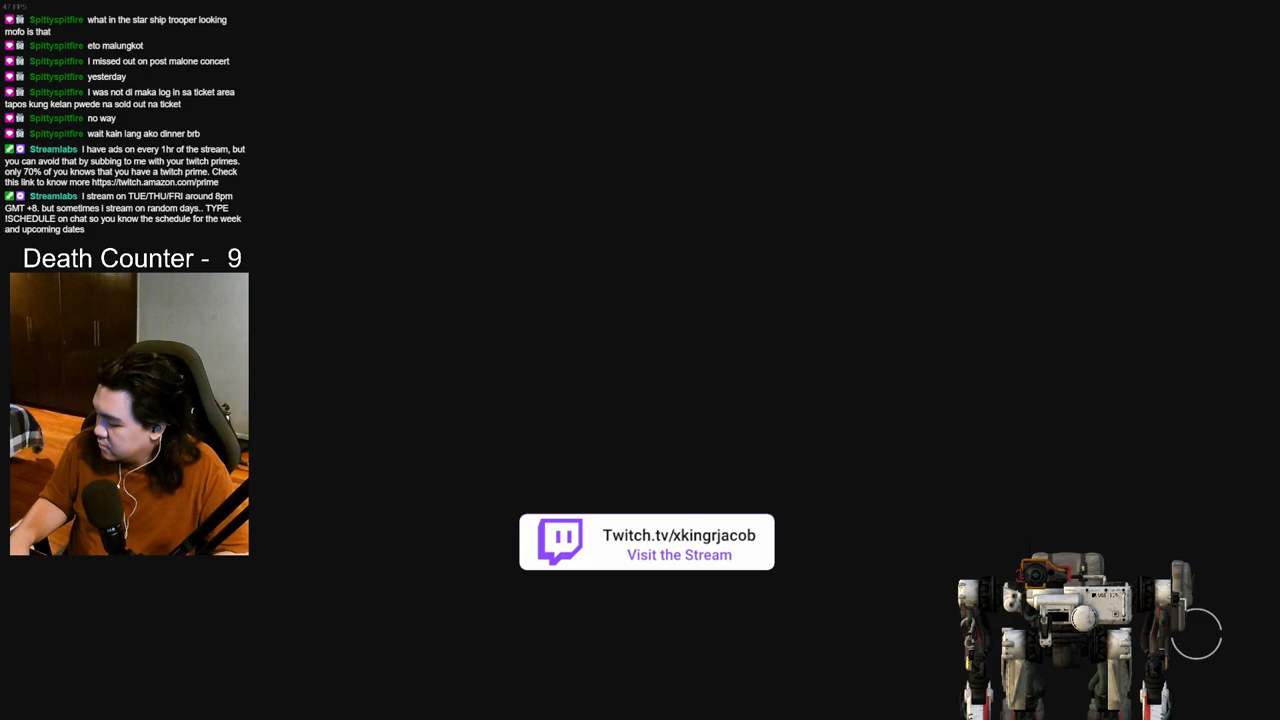 47 FPS
Spittyspitfire what in the star ship trooper looking
mofo is that
Spittyspitfire eto malungkot
Spittyspitfire I missed out on post malone concert
Spittyspitfire yesterday
Spittyspitfire I was not di maka log in sa ticket area
tapos kung kelan pwede na sold out na ticket
Spittyspitfire no way
Spittyspitfire wait kain lang ako dinner brb
Streamlabs I have ads on every 1hr of the stream, but
you can avoid that by subbing to me with your twitch primes.
only 70% of you knows that you have a twitch prime. Check
this link to know more https://twitch.amazon.com/prime
Streamlabs I stream on TUE/THU/FRI around 8pm
GMT +8. but sometimes i stream on random days.. TYPE
!SCHEDULE on chat so you know the schedule for the week
and upcoming dates
Death Counter - 9
Twitch.tv/xkingrjacob
Visit the Stream